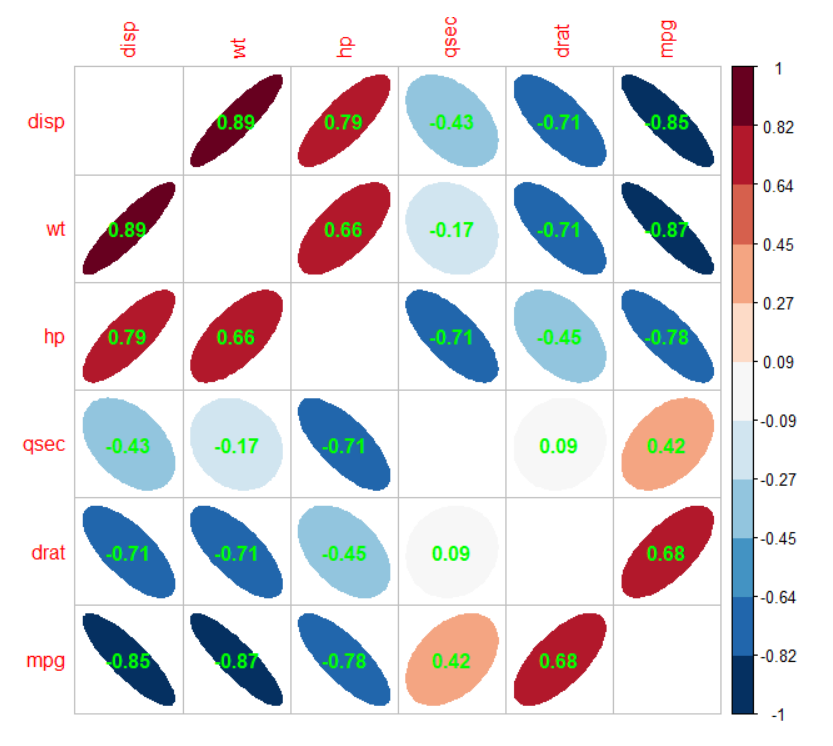 disp wt hp qsec drat mpg
1
disp 0.89 0.79 -0.43 -0.71 -0.85
0.82
0.64
wt 0.89 0.66 -0.17 -0.71 -0.87
0.45
0.27
hp 0.79 0.66 -0.71 -0.45 -0.78
0.09
-0.09
qsec -0.43 -0.17 -0.71 0.09 0.42
-0.27
-0.45
drat -0.71 -0.71 -0.45 0.09 0.68
-0.64
-0.82
mpg -0.85 -0.87 -0.78 0.42 0.68
-1